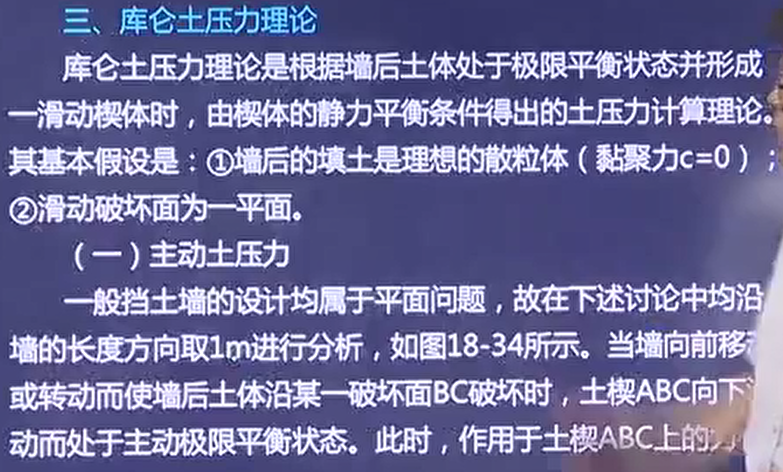 三、库仑土压力理论
库仑土压力理论是根据墙后土体处于极限平衡状态并形成
一滑动楔体时，由楔体的静力平衡条件得出的土压力计算理论。
其基本假设是：①墙后的填土是理想的散粒体（黏聚力c=0）；
②滑动破坏面为一平面。
（一）主动土压力
一般挡土墙的设计均属于平面问题，故在下述讨论中均沿
墙的长度方向取1m进行分析，如图18-34所示。当墙向前移
或转动而使墙后土体沿某一破坏面BC破坏时，土楔ABC向下
动而处于主动极限平衡状态。此时，作用于土楔ABC上的力